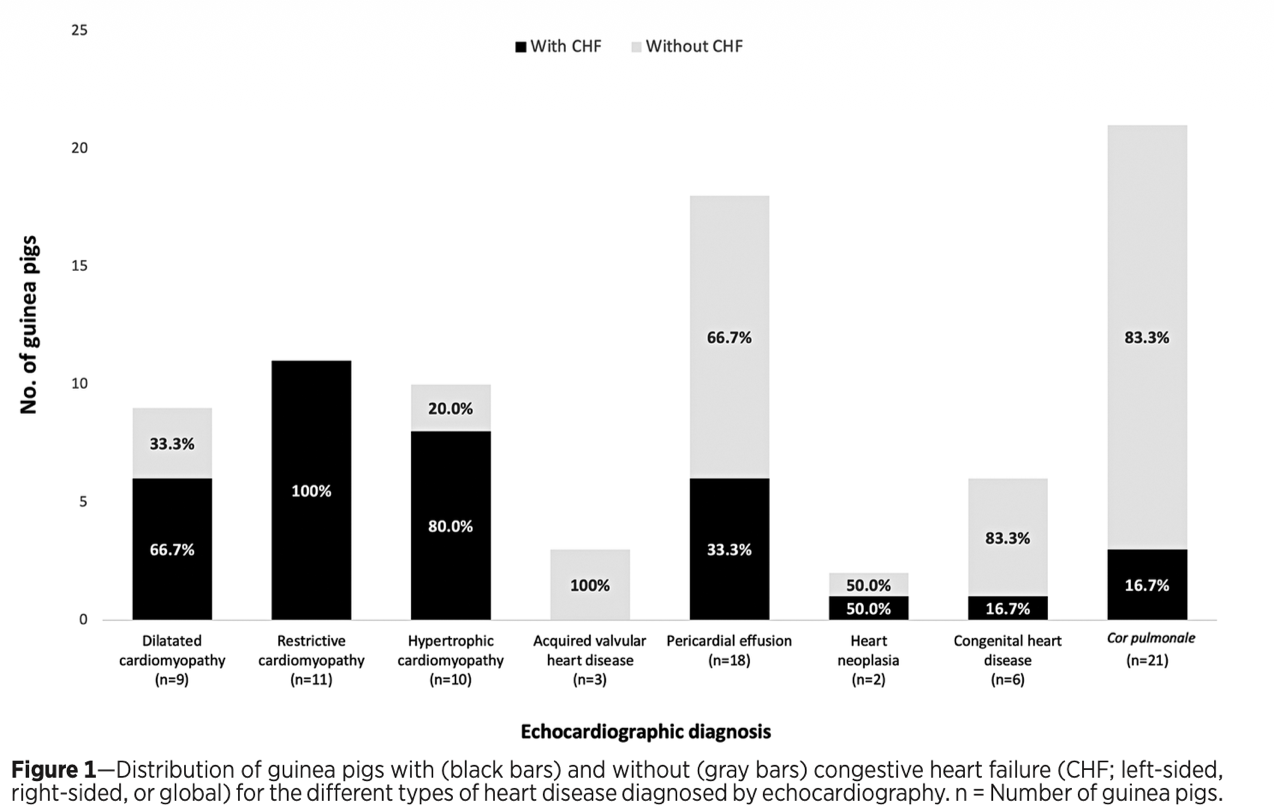 25
With CHF Without CHF
20
15
10
5
0
No. of guinea pigs
33.3%
66.7%
100%
20.0%
80.0%
100%
66.7%
33.3%
50.0%
50.0%
83.3%
16.7%
83.3%
16.7%
Dilatated
cardiomyopathy
(n=9)
Restrictive
cardiomyopathy
(n=11)
Hypertrophic
cardiomyopathy
(n=10)
Acquired valvular
heart disease
(n=3)
Pericardial effusion
(n=18)
Heart
neoplasia
(n=2)
Congenital heart
disease
(n=6)
Cor pulmonale
(n=21)
Echocardiographic diagnosis
Figure 1—Distribution of guinea pigs with (black bars) and without (gray bars) congestive heart failure (CHF; left-sided,
right-sided, or global) for the different types of heart disease diagnosed by echocardiography. n = Number of guinea pigs.